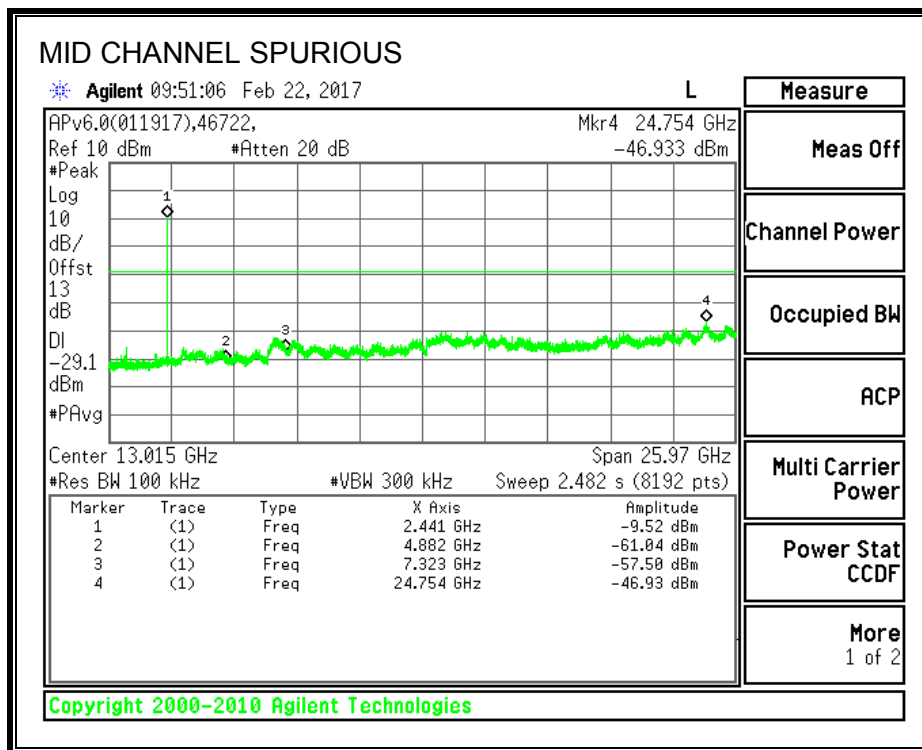 MID CHANNEL SPURIOUS
Agilent 09:51:06 Feb 22, 2017 L
Measure
APv6.0(011917),46722, Mkr4 24.754 GHz
Ref 10 dBm #Atten 20 dB -46.933 dBm
Meas Off
#Peak
Log
10
dB/
Offst
13
dB
DI
-29.1
dBm
#PAvg
1
2
3
4
Channel Power
Occupied BW
ACP
Center 13.015 GHz Span 25.97 GHz
#Res BW 100 kHz #VBW 300 kHz Sweep 2.482 s (8192 pts)
Multi Carrier
Power
Marker Trace Type X Axis Amplitude
1 (1) Freq 2.441 GHz -9.52 dBm
2 (1) Freq 4.882 GHz -61.04 dBm
3 (1) Freq 7.323 GHz -57.50 dBm
4 (1) Freq 24.754 GHz -46.93 dBm
Power Stat
CCDF
More
1 of 2
Copyright 2000-2010 Agilent Technologies